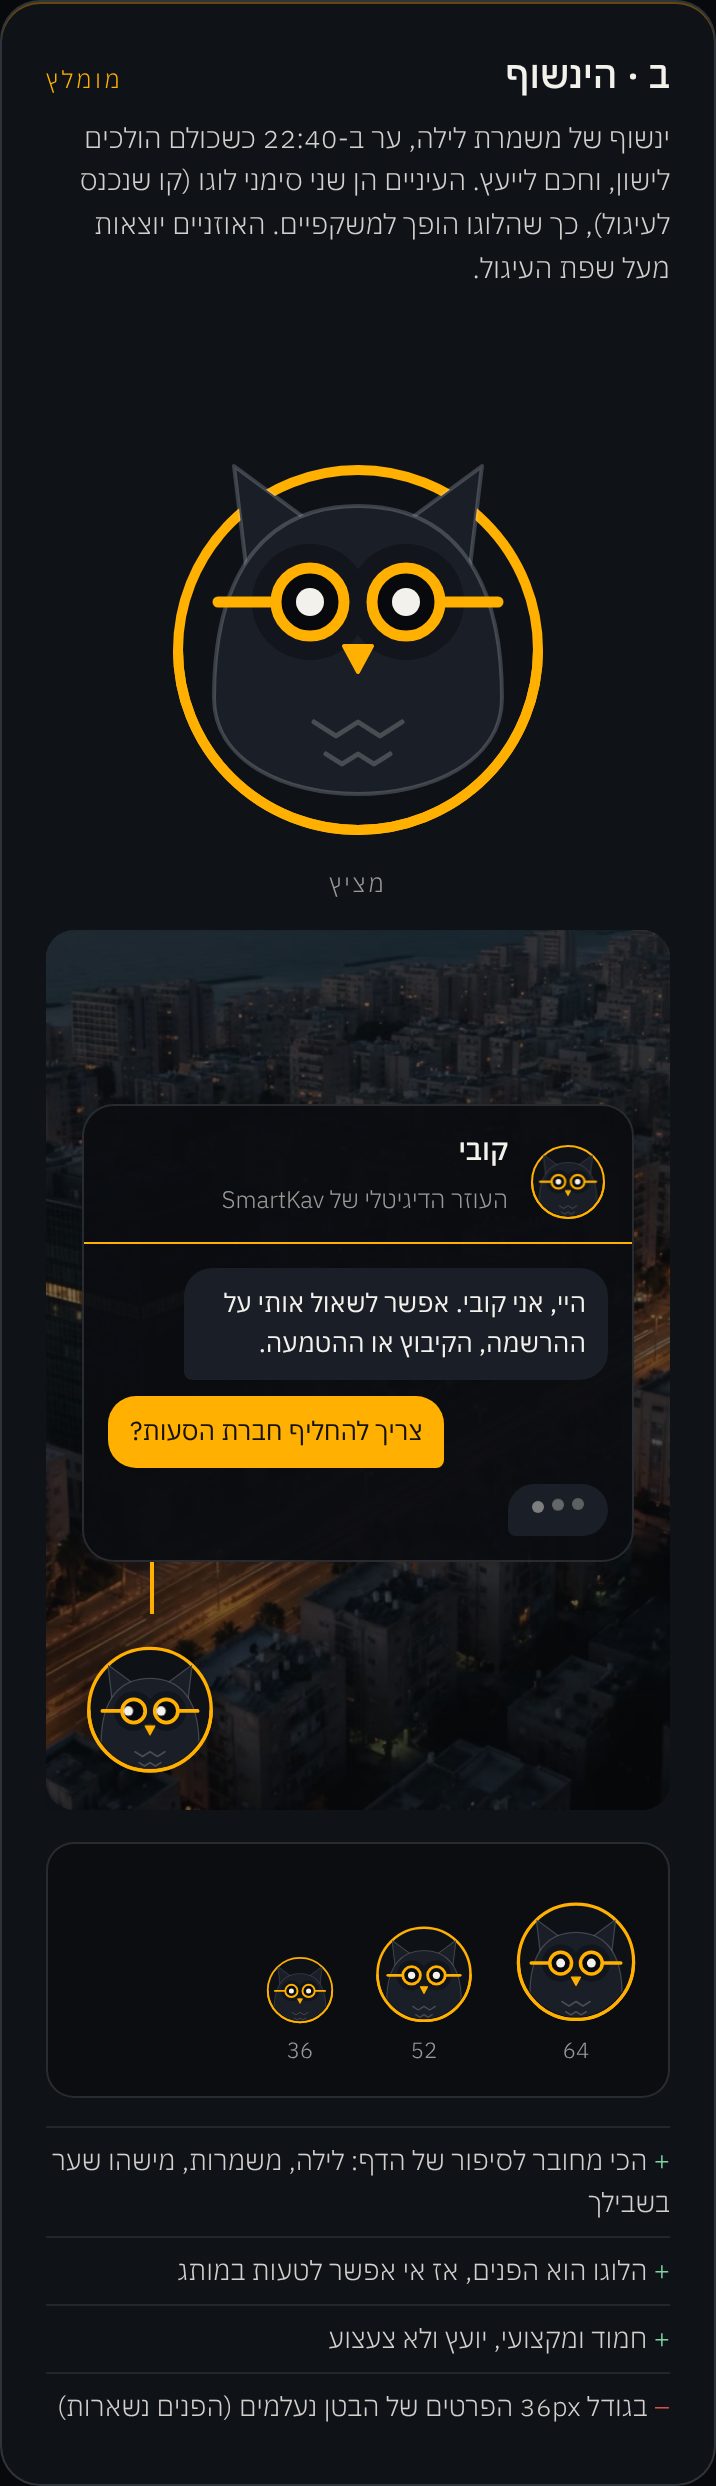 ב · הינשוף
מומלץ
ינשוף של משמרת לילה, ער ב-22:40 כשכולם הולכים
לישון, וחכם לייעץ. העיניים הן שני סימני לוגו (קו שנכנס
לעיגול), כך שהלוגו הופך למשקפיים. האוזניים יוצאות
מעל שפת העיגול.
מציץ
קובי
העוזר הדיגיטלי של SmartKav
היי, אני קובי. אפשר לשאול אותי על
ההרשמה, הקיבוץ או ההטמעה.
צריך להחליף חברת הסעות?
64
52
36
+ הכי מחובר לסיפור של הדף: לילה, משמרות, מישהו שער
בשבילך
+ הלוגו הוא הפנים, אז אי אפשר לטעות במותג
+ חמוד ומקצועי, יועץ ולא צעצוע
– בגודל 36px הפרטים של הבטן נעלמים (הפנים נשארות)